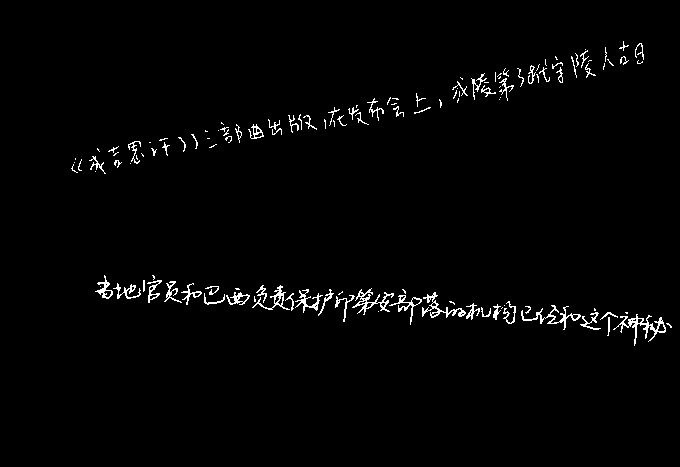 《成吉思汗》三部曲出版,在发布会上,成陵第38代守陵人古日
当地官员和巴西负责保护印第安部落的机构已经和这个神秘